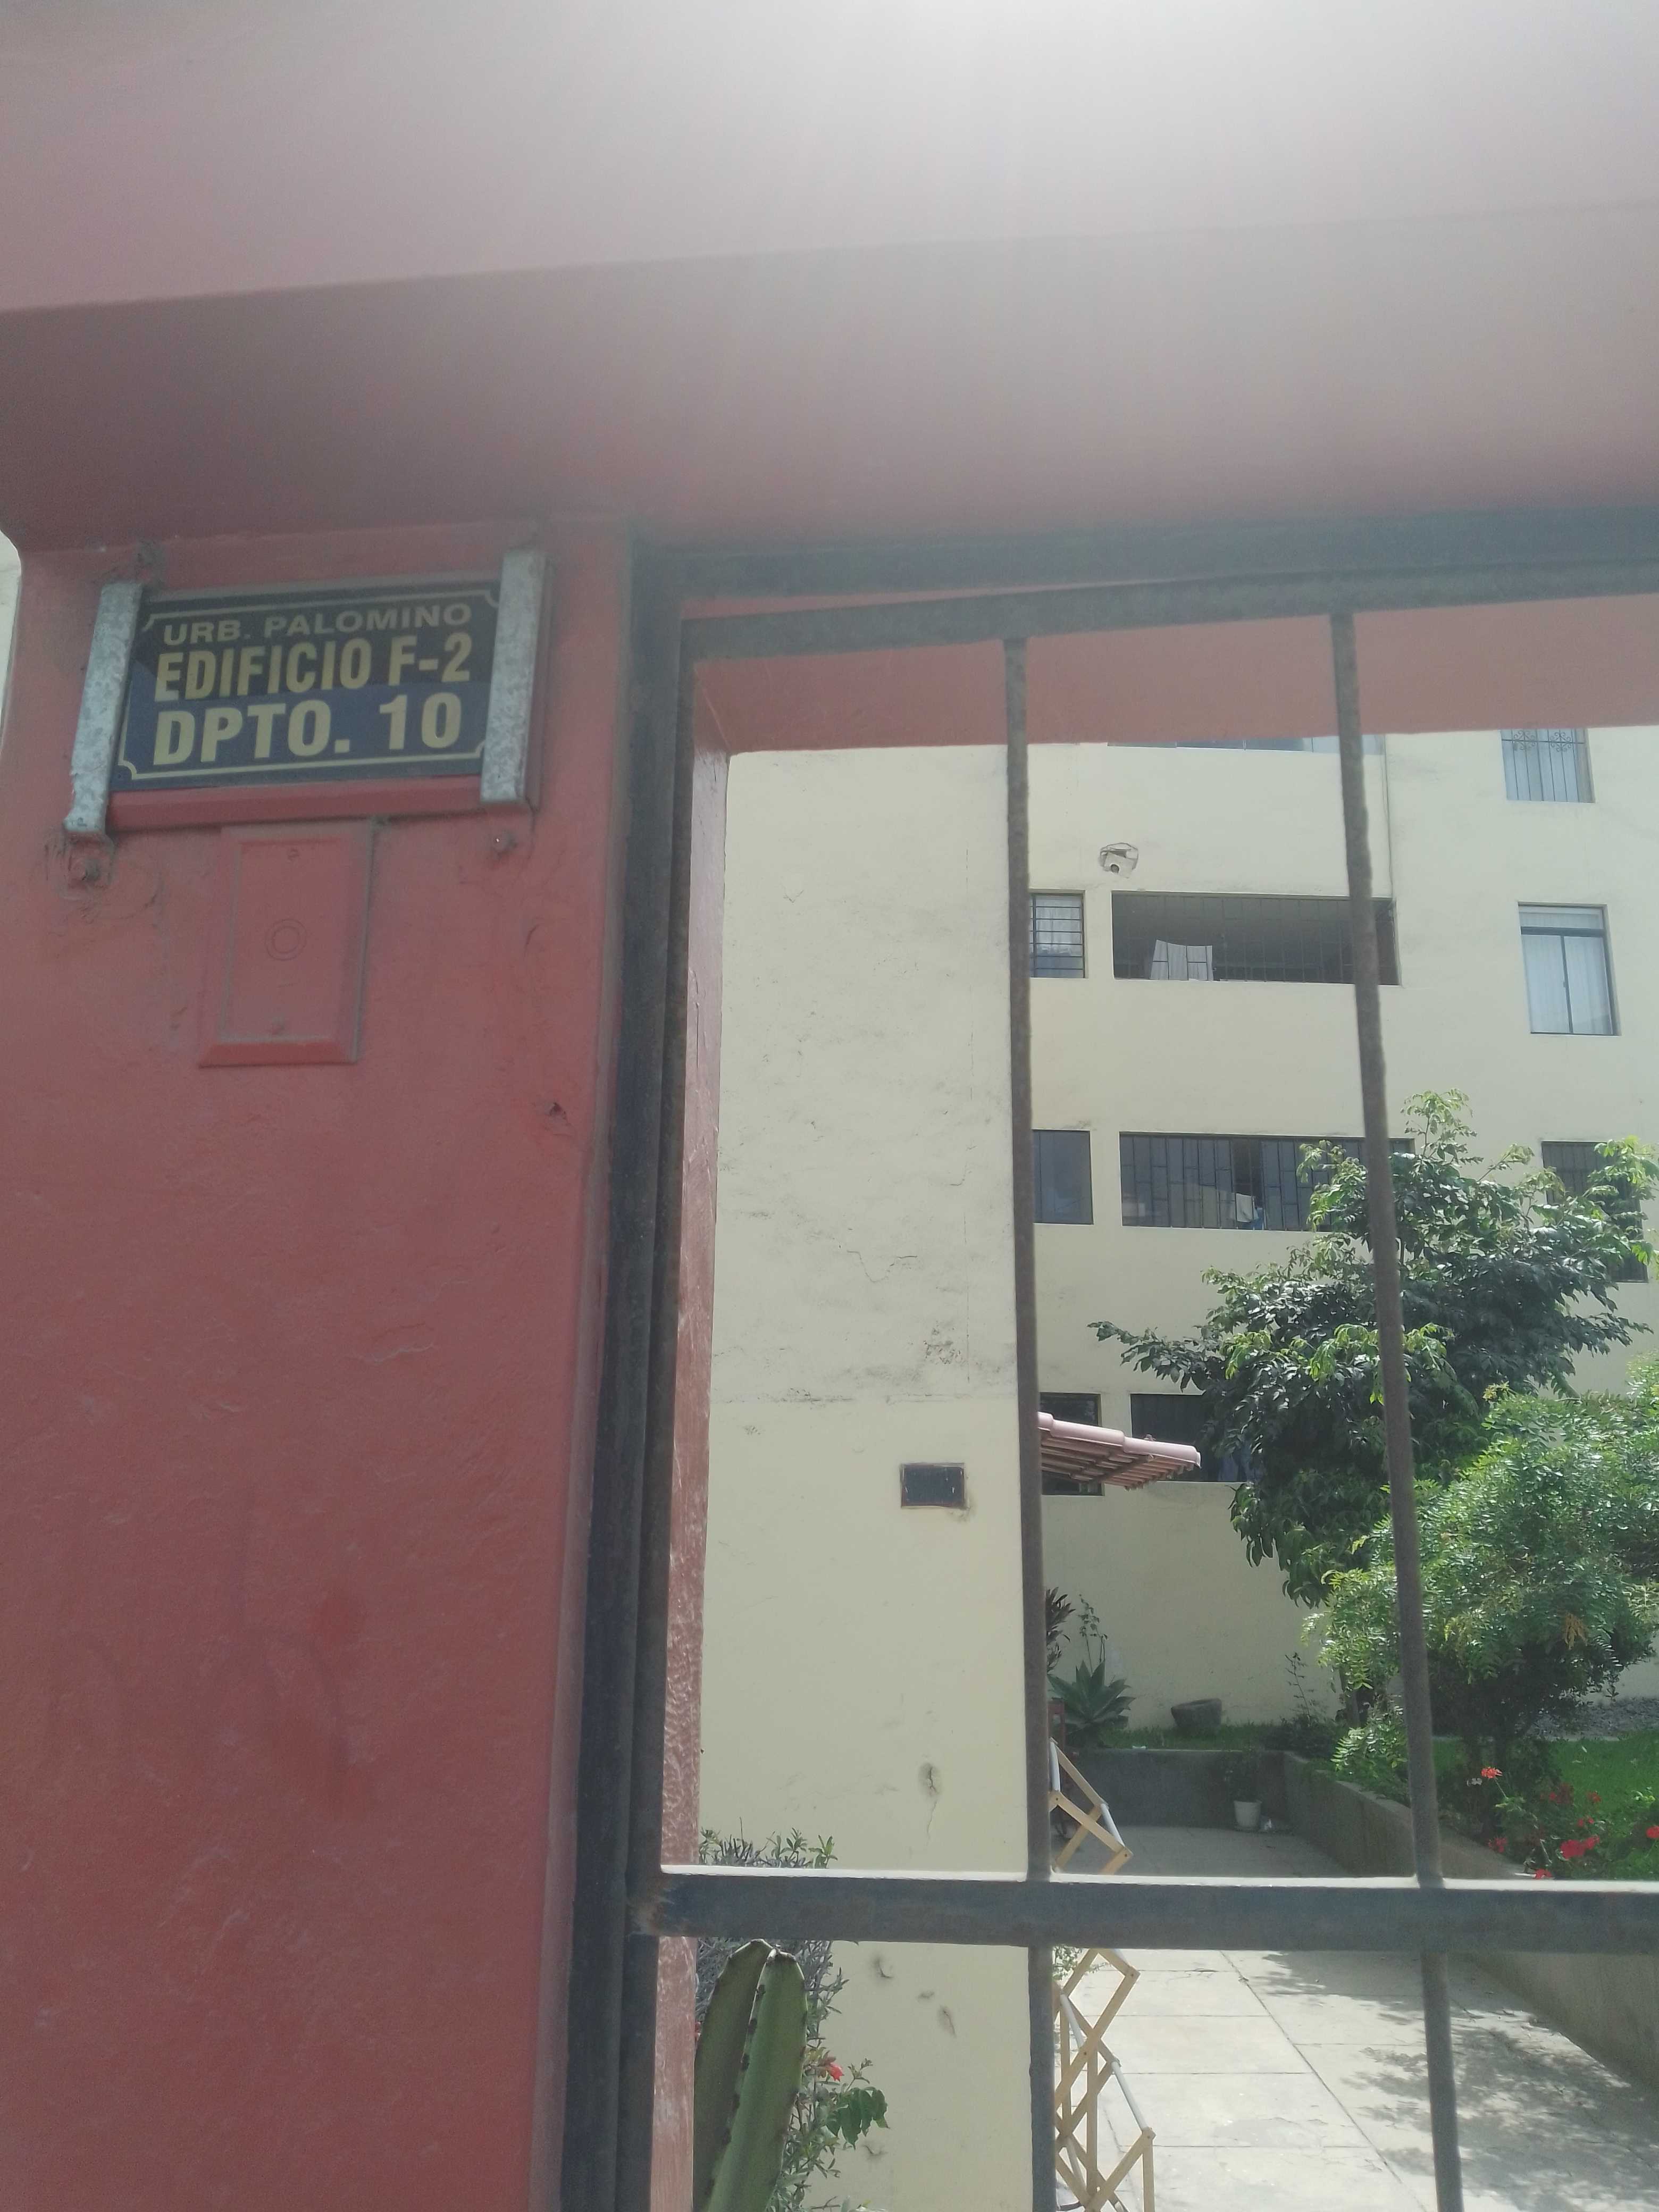 URB. PALOMINO
EDIFICIO F-2
DPTO. 10